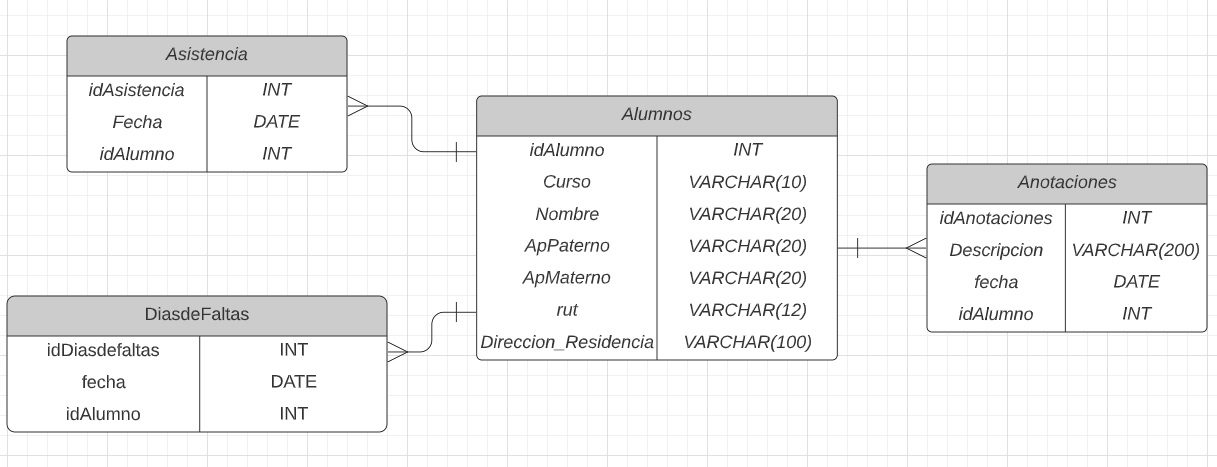 Asistencia
idAsistencia INT
Fecha DATE
idAlumno INT
Alumnos
idAlumno INT
Curso VARCHAR(10)
Nombre VARCHAR(20)
ApPaterno VARCHAR(20)
ApMaterno VARCHAR(20)
rut VARCHAR(12)
Direccion_Residencia VARCHAR(100)
Anotaciones
idAnotaciones INT
Descripcion VARCHAR(200)
fecha DATE
idAlumno INT
DiasdeFaltas
idDiasdefaltas INT
fecha DATE
idAlumno INT